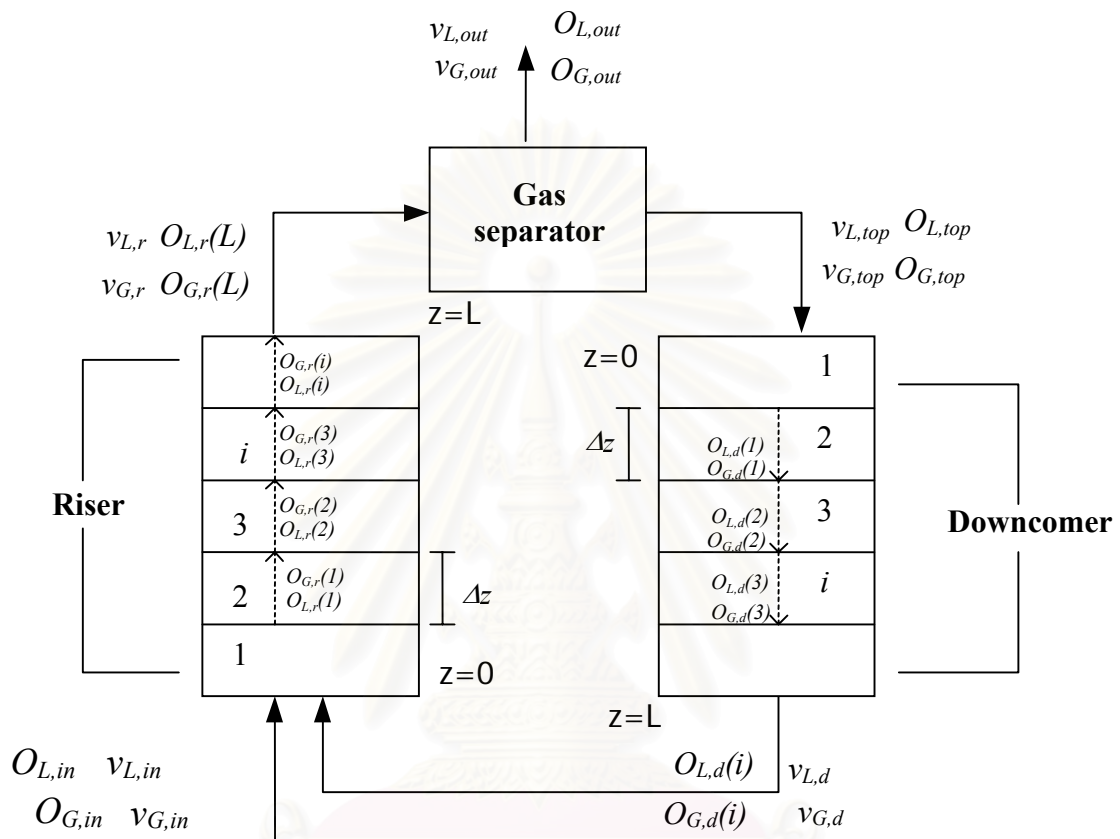 v_{L,out} O_{L,out}
v_{G,out} O_{G,out}
Gas
separator
v_{L,r} O_{L,r}(L)
v_{G,r} O_{G,r}(L)
v_{L,top} O_{L,top}
v_{G,top} O_{G,top}
z=L
z=0
O_{G,r}(i)
O_{L,r}(i)
1
i
O_{G,r}(3)
O_{L,r}(3)
Δz
O_{L,d}(1)
O_{G,d}(1)
2
Riser
3
O_{G,r}(2)
O_{L,r}(2)
O_{L,d}(2)
O_{G,d}(2)
3
Downcomer
2
O_{G,r}(1)
O_{L,r}(1)
Δz
O_{L,d}(3)
O_{G,d}(3)
i
1
z=0
z=L
O_{L,in} v_{L,in}
O_{G,in} v_{G,in}
O_{L,d}(i) v_{L,d}
O_{G,d}(i) v_{G,d}